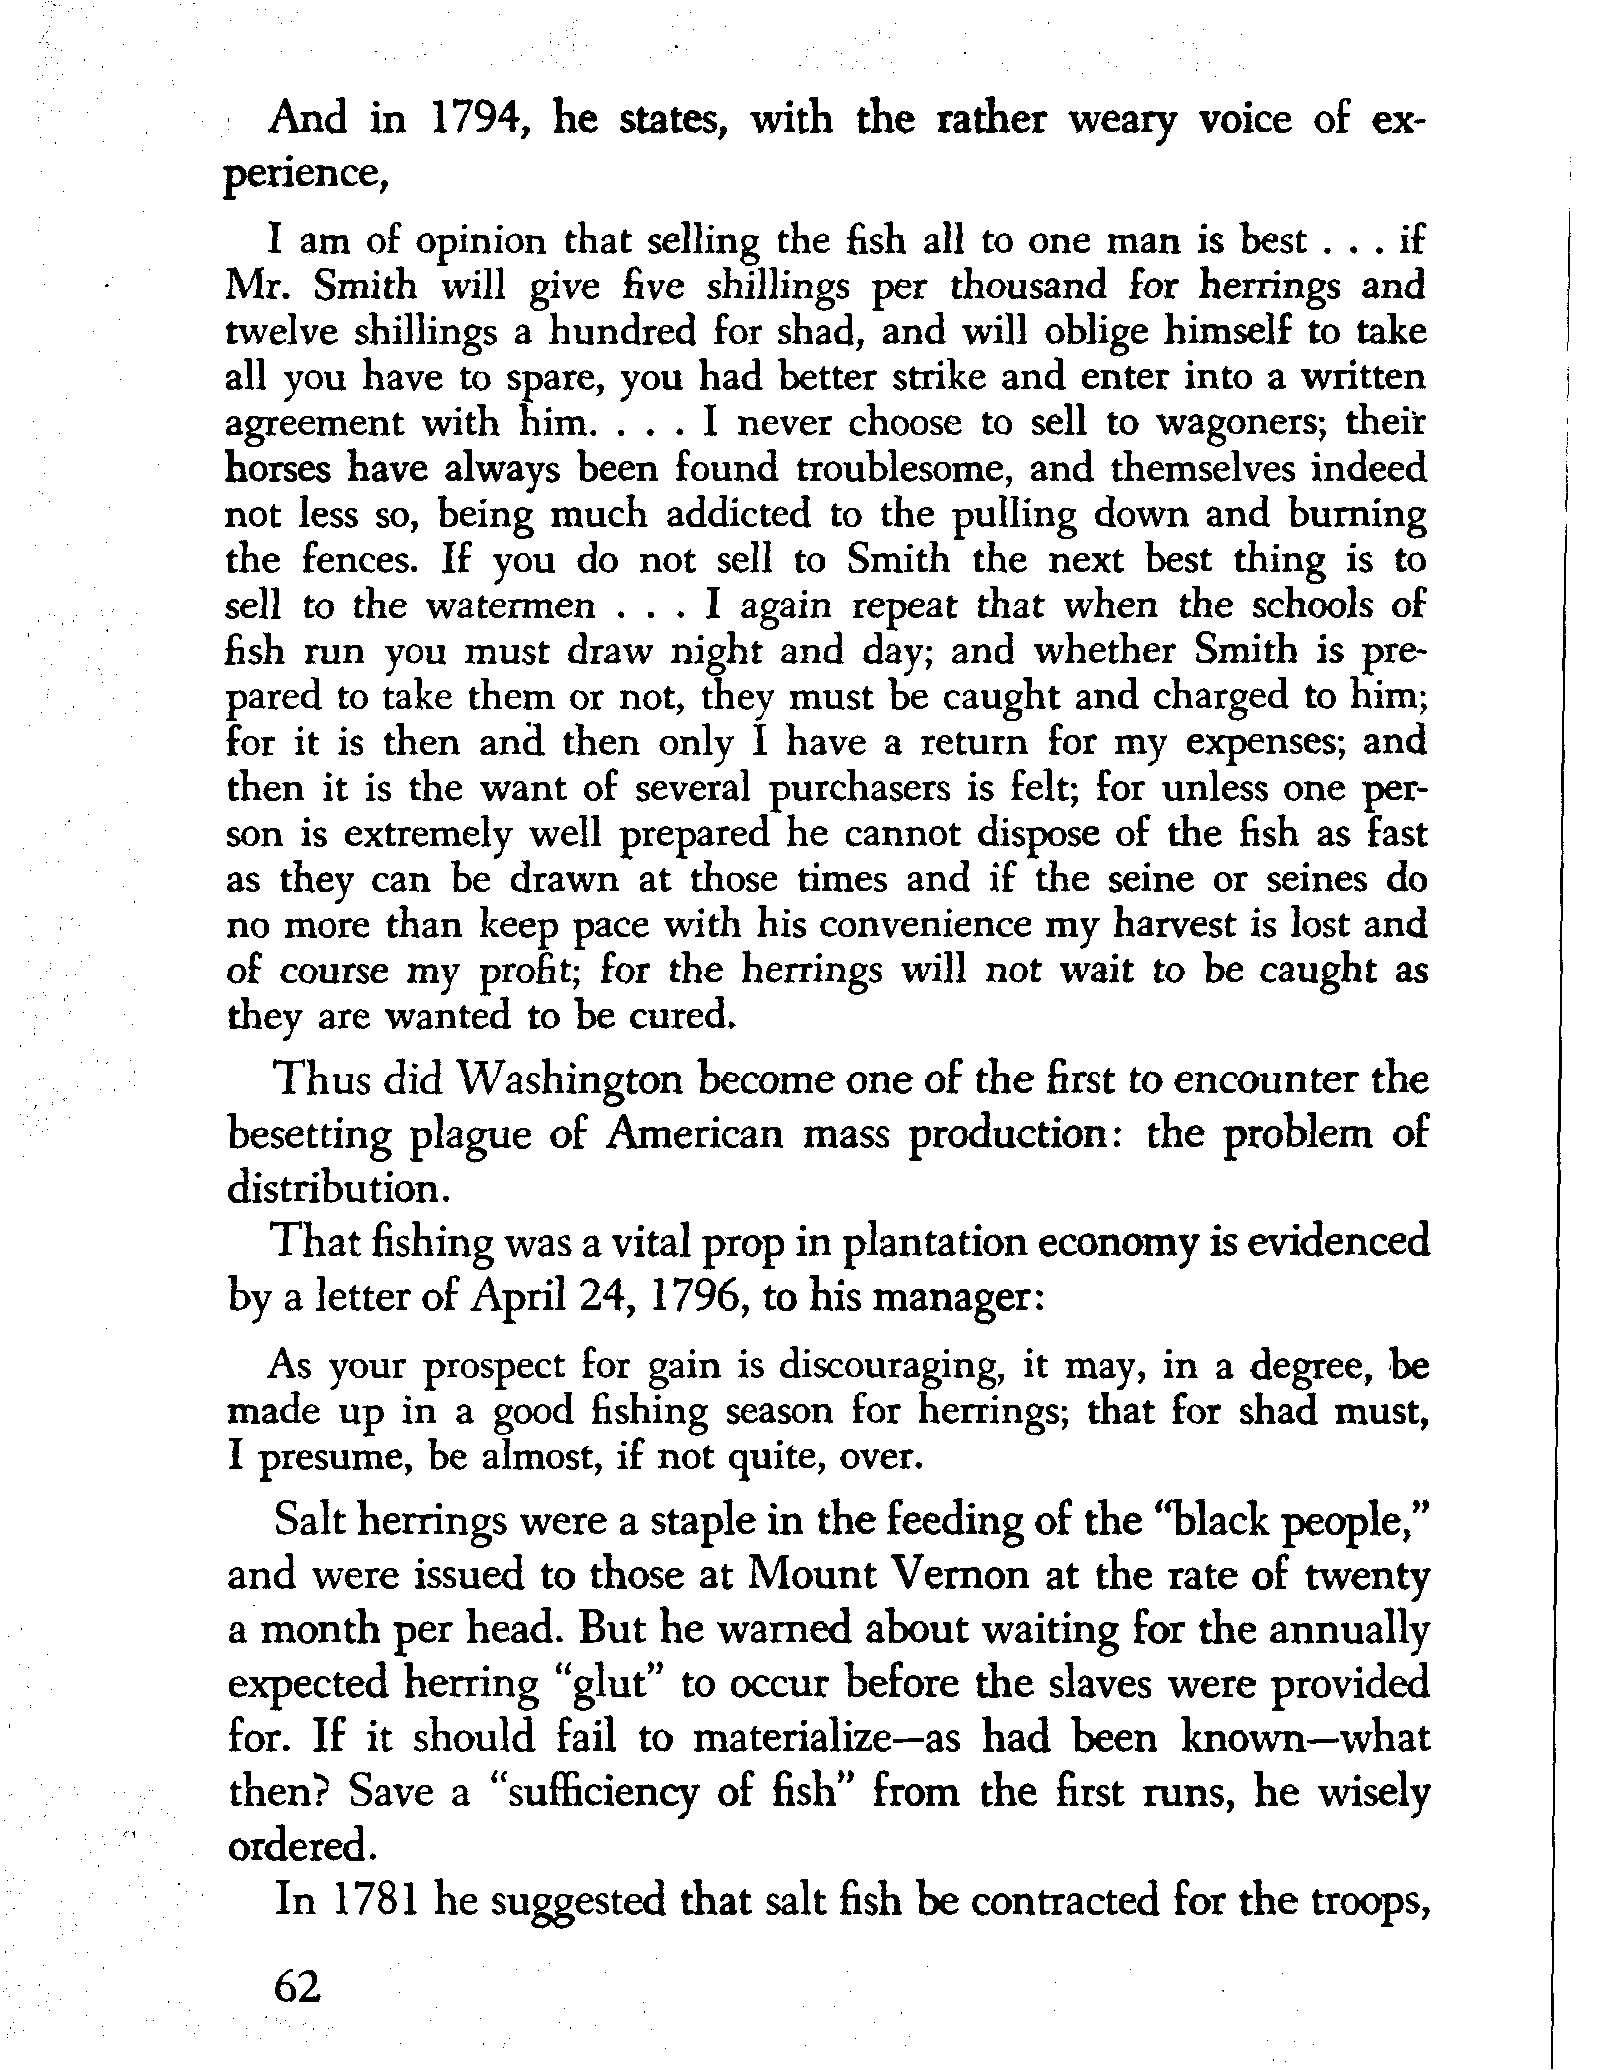 And in 1794, he states, with the rather weary voice of ex-
perience,
I am of opinion that selling the fish all to one man is best . . . if
Mr. Smith will give five shillings per thousand for herrings and
twelve shillings a hundred for shad, and will oblige himself to take
all you have to spare, you had better strike and enter into a written
agreement with him. . . . I never choose to sell to wagoners; their
horses have always been found troublesome, and themselves indeed
not less so, being much addicted to the pulling down and burning
the fences. If you do not sell to Smith the next best thing is to
sell to the watermen . . . I again repeat that when the schools of
fish run you must draw night and day; and whether Smith is pre-
pared to take them or not, they must be caught and charged to him;
for it is then and then only I have a return for my expenses; and
then it is the want of several purchasers is felt; for unless one per-
son is extremely well prepared he cannot dispose of the fish as fast
as they can be drawn at those times and if the seine or seines do
no more than keep pace with his convenience my harvest is lost and
of course my profit; for the herrings will not wait to be caught as
they are wanted to be cured.
Thus did Washington become one of the first to encounter the
besetting plague of American mass production: the problem of
distribution.
That fishing was a vital prop in plantation economy is evidenced
by a letter of April 24, 1796, to his manager:
As your prospect for gain is discouraging, it may, in a degree, be
made up in a good fishing season for herrings; that for shad must,
I presume, be almost, if not quite, over.
Salt herrings were a staple in the feeding of the "black people,"
and were issued to those at Mount Vernon at the rate of twenty
a month per head. But he warned about waiting for the annually
expected herring "glut" to occur before the slaves were provided
for. If it should fail to materialize—as had been known—what
then? Save a "sufficiency of fish" from the first runs, he wisely
ordered.
In 1781 he suggested that salt fish be contracted for the troops,
62